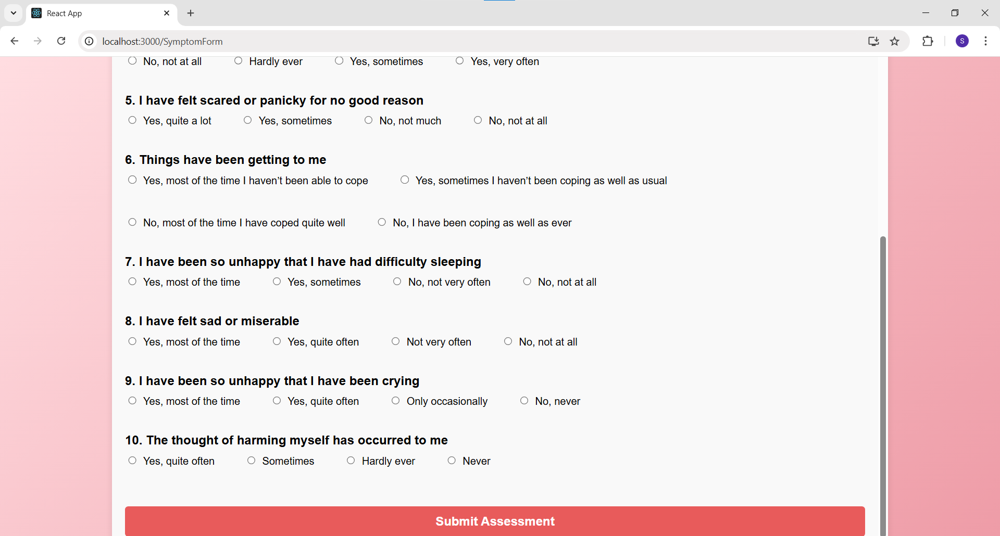 React App
localhost:3000/SymptomForm
S
No, not at all Hardly ever Yes, sometimes Yes, very often
5. I have felt scared or panicky for no good reason
Yes, quite a lot Yes, sometimes No, not much No, not at all
6. Things have been getting to me
Yes, most of the time I haven’t been able to cope Yes, sometimes I haven’t been coping as well as usual
No, most of the time I have coped quite well No, I have been coping as well as ever
7. I have been so unhappy that I have had difficulty sleeping
Yes, most of the time Yes, sometimes No, not very often No, not at all
8. I have felt sad or miserable
Yes, most of the time Yes, quite often Not very often No, not at all
9. I have been so unhappy that I have been crying
Yes, most of the time Yes, quite often Only occasionally No, never
10. The thought of harming myself has occurred to me
Yes, quite often Sometimes Hardly ever Never
Submit Assessment